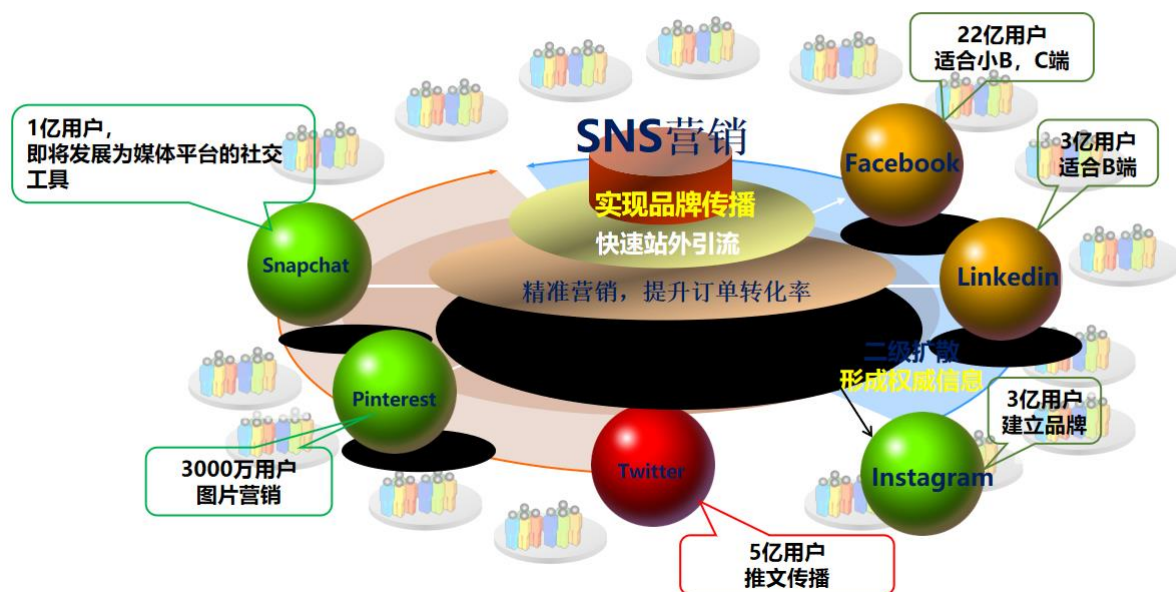 22亿用户
适合小B，C端
1亿用户，
即将发展为媒体平台的社交
工具
SNS营销
Facebook
3亿用户
适合B端
实现品牌传播
快速站外引流
Snapchat
Linkedin
精准营销，提升订单转化率
二级扩散
形成权威信息
Pinterest
3亿用户
建立品牌
3000万用户
图片营销
Twitter
Instagram
5亿用户
推文传播